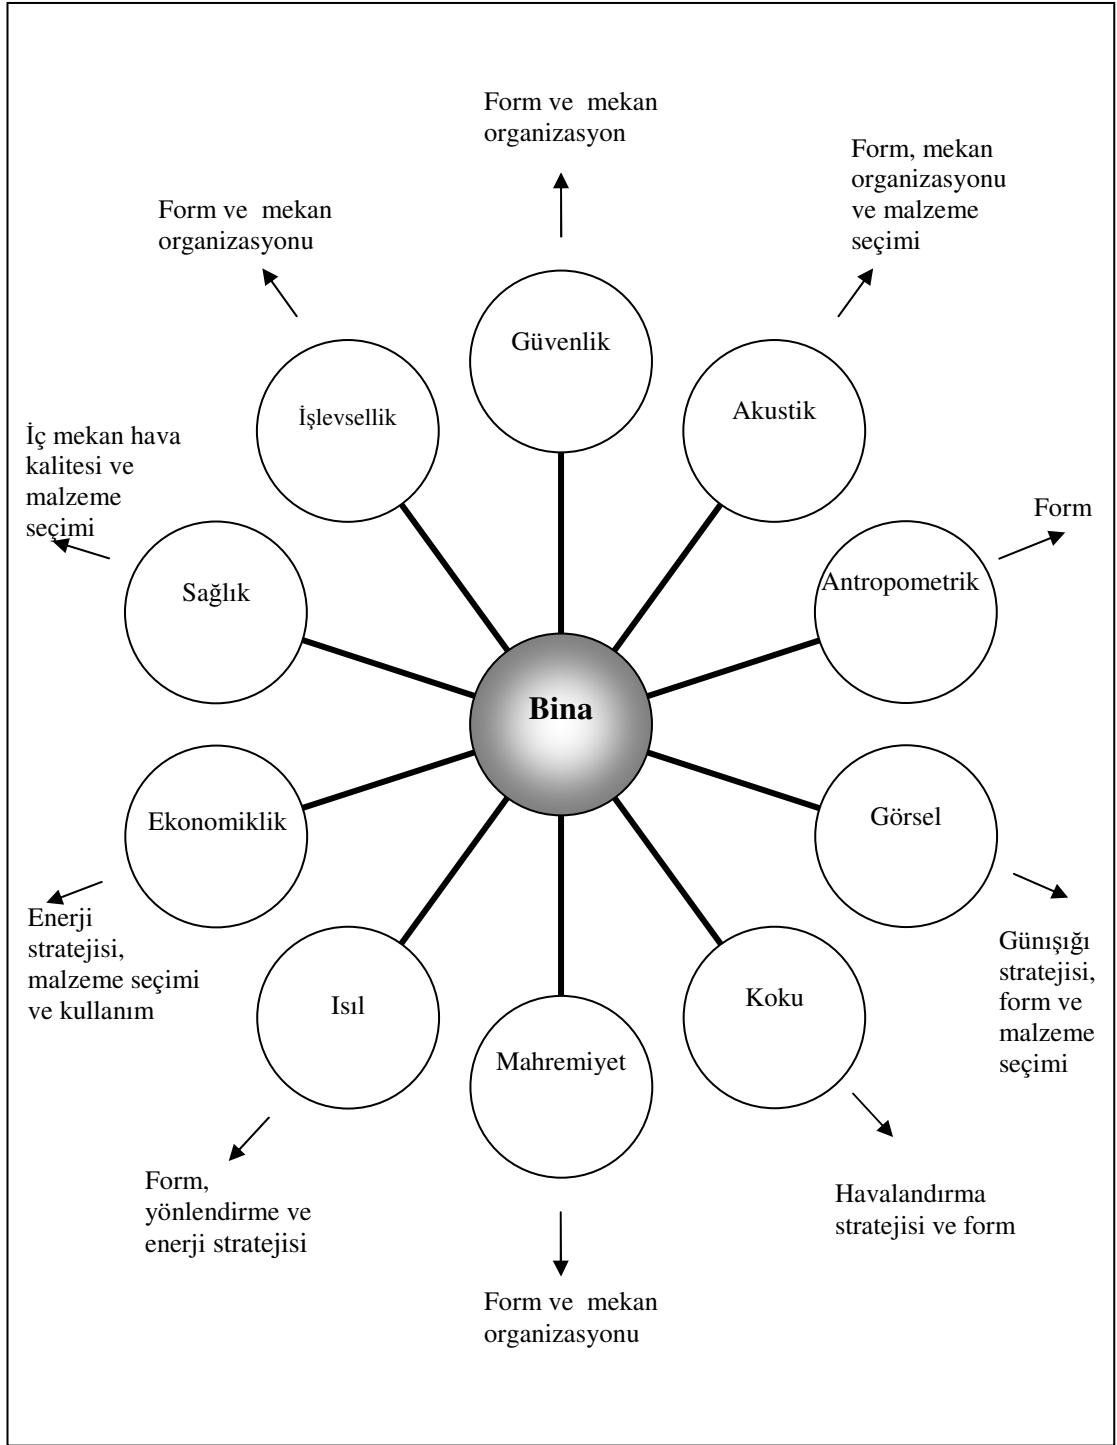 Form ve mekan
organizasyon
Form, mekan
organizasyonu
ve malzeme
seçimi
Form ve mekan
organizasyonu
Güvenlik
Akustik
İşlevsellik
İç mekan hava
kalitesi ve
malzeme
seçimi
Form
Antropometrik
Sağlık
Bina
Ekonomiklik
Görsel
Enerji
stratejisi,
malzeme seçimi
ve kullanım
Günışığı
stratejisi,
form ve
malzeme
seçimi
Isıl
Koku
Mahremiyet
Form,
yönlendirme ve
enerji stratejisi
Havalandırma
stratejisi ve form
Form ve mekan
organizasyonu